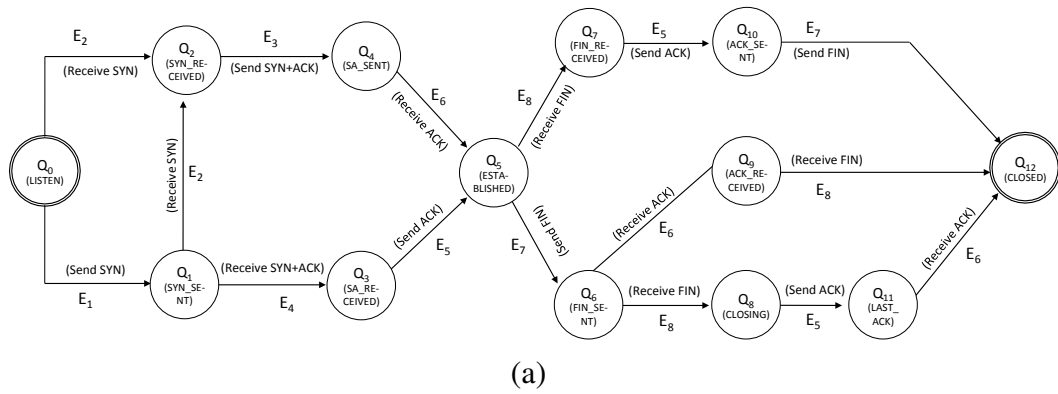 E2
(Receive SYN)
Q2
(SYN_RE-
CEIVED)
E3
(Send SYN+ACK)
Q4
(SA_SENT)
E6
(Receive ACK)
Q0
(LISTEN)
(Receive SYN)
E2
(Send SYN)
E1
Q1
(SYN_SE-
NT)
(Receive SYN+ACK)
E4
Q3
(SA_RE-
CEIVED)
(Send ACK)
E5
Q5
(ESTA-
BLISHED)
E8
(Receive FIN)
Q7
(FIN_RE-
CEIVED)
E5
(Send ACK)
Q10
(ACK_SE-
NT)
E7
(Send FIN)
(Send FIN)
E7
Q6
(FIN_SE-
NT)
(Receive ACK)
E6
Q9
(ACK_RE-
CEIVED)
(Receive FIN)
E8
(Receive FIN)
E8
Q8
(CLOSING)
(Send ACK)
E5
Q11
(LAST_
ACK)
(Receive ACK)
E6
Q12
(CLOSED)
(a)